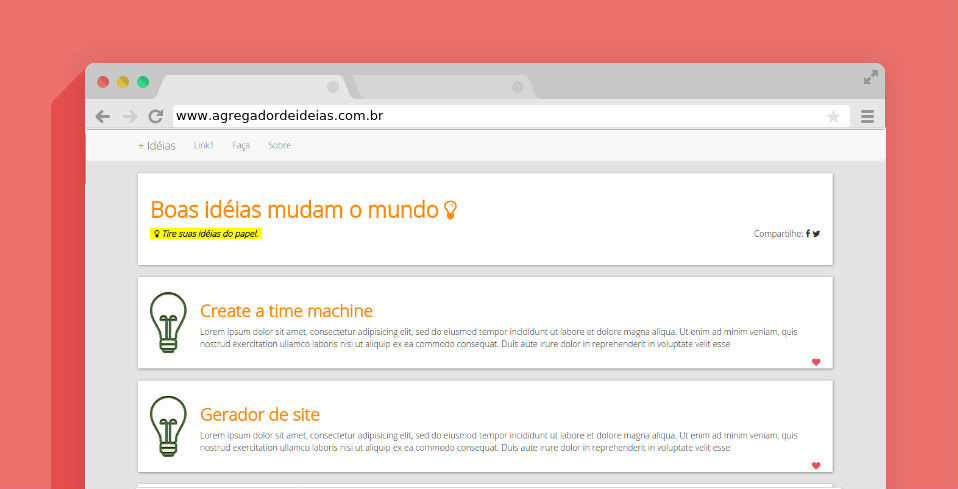 www.agregadordeideias.com.br
+ Idéias Link1 Faça Sobre
Boas idéias mudam o mundo
Tire suas idéias do papel.
Compartilhe:
Create a time machine
Lorem ipsum dolor sit amet, consectetur adipisicing elit, sed do eiusmod tempor incididunt ut labore et dolore magna aliqua. Ut enim ad minim veniam, quis
nostrud exercitation ullamco laboris nisi ut aliquip ex ea commodo consequat. Duis aute irure dolor in reprehenderit in voluptate velit esse
Gerador de site
Lorem ipsum dolor sit amet, consectetur adipisicing elit, sed do eiusmod tempor incididunt ut labore et dolore magna aliqua. Ut enim ad minim veniam, quis
nostrud exercitation ullamco laboris nisi ut aliquip ex ea commodo consequat. Duis aute irure dolor in reprehenderit in voluptate velit esse